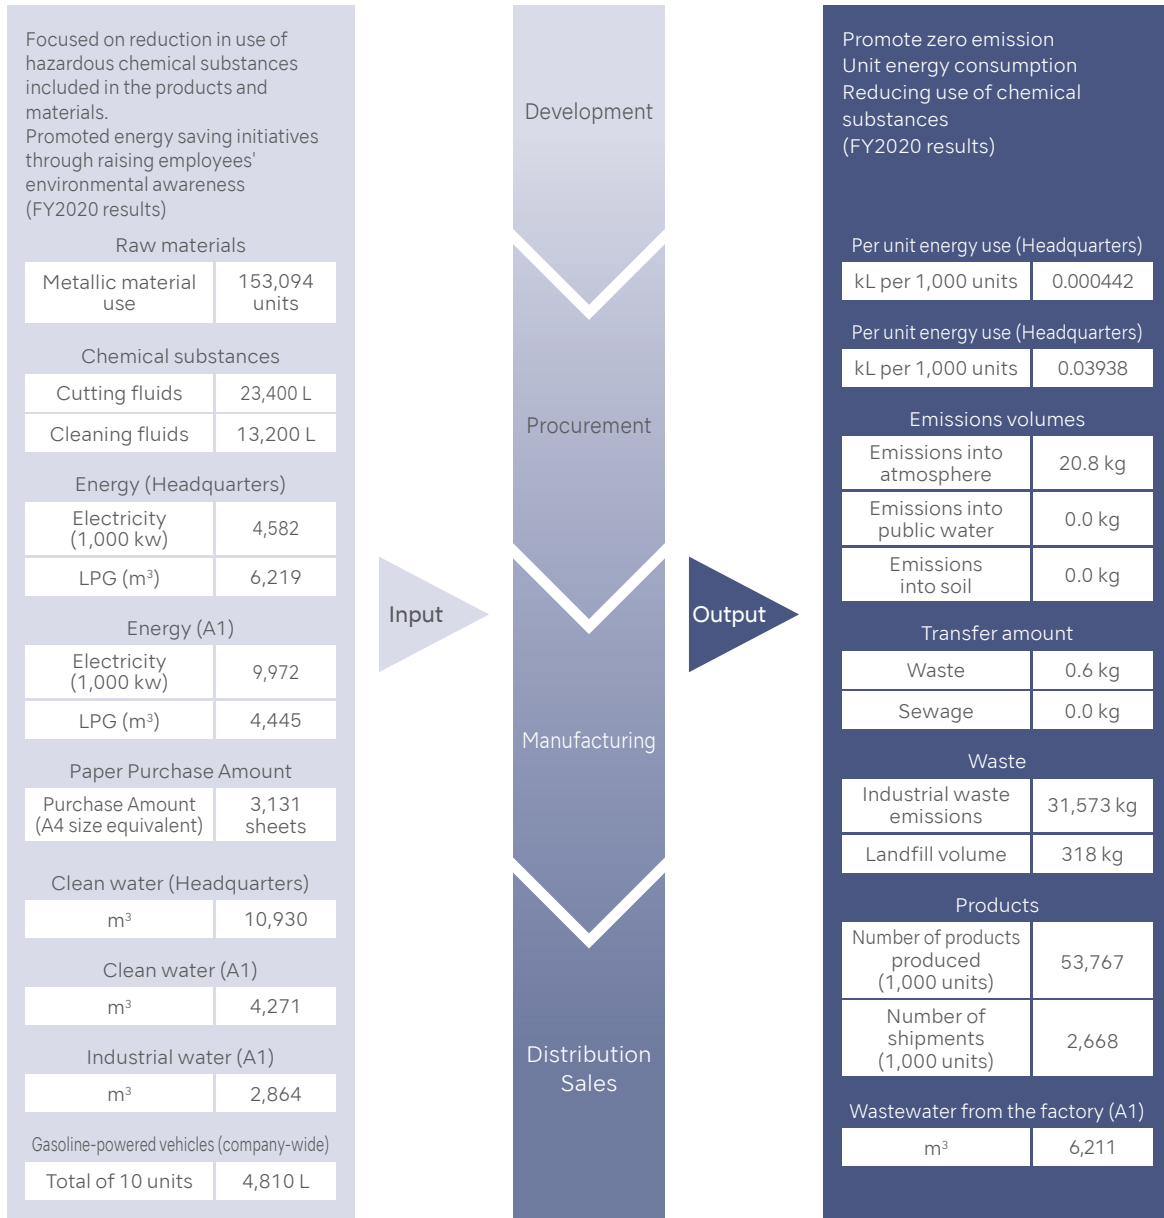 Focused on reduction in use of
hazardous chemical substances
included in the products and
materials.
Promoted energy saving initiatives
through raising employees'
environmental awareness
(FY2020 results)
Raw materials
Metallic material
use
153,094
units
Chemical substances
Cutting fluids
23,400 L
Cleaning fluids
13,200 L
Energy (Headquarters)
Electricity
(1,000 kw)
4,582
LPG (m³)
6,219
Energy (A1)
Electricity
(1,000 kw)
9,972
LPG (m³)
4,445
Paper Purchase Amount
Purchase Amount
(A4 size equivalent)
3,131
sheets
Clean water (Headquarters)
m³
10,930
Clean water (A1)
m³
4,271
Industrial water (A1)
m³
2,864
Gasoline-powered vehicles (company-wide)
Total of 10 units
4,810 L
Input
Development
Procurement
Manufacturing
Distribution
Sales
Output
Promote zero emission
Unit energy consumption
Reducing use of chemical
substances
(FY2020 results)
Per unit energy use (Headquarters)
kL per 1,000 units
0.000442
Per unit energy use (Headquarters)
kL per 1,000 units
0.03938
Emissions volumes
Emissions into
atmosphere
20.8 kg
Emissions into
public water
0.0 kg
Emissions
into soil
0.0 kg
Transfer amount
Waste
0.6 kg
Sewage
0.0 kg
Waste
Industrial waste
emissions
31,573 kg
Landfill volume
318 kg
Products
Number of products
produced
(1,000 units)
53,767
Number of
shipments
(1,000 units)
2,668
Wastewater from the factory (A1)
m³
6,211